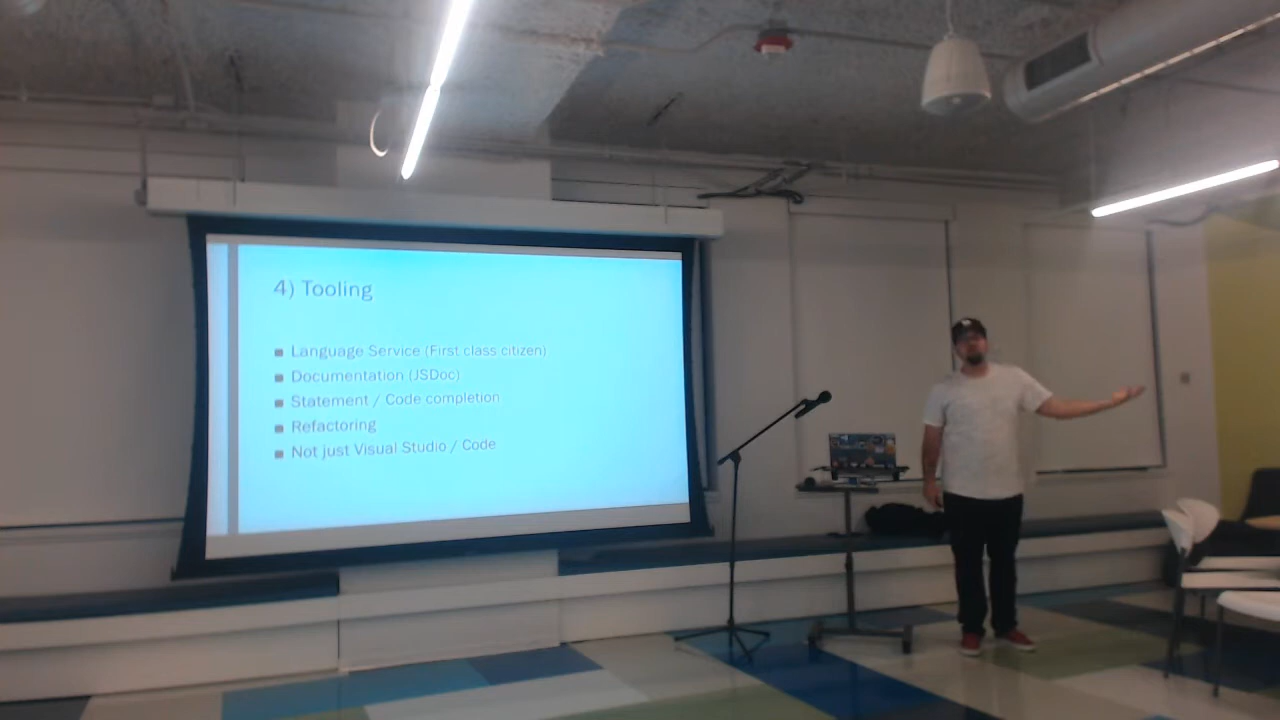 4) Tooling
Language Service (First class citizen)
Documentation (JSDoc)
Statement / Code completion
Refactoring
Not just Visual Studio / Code